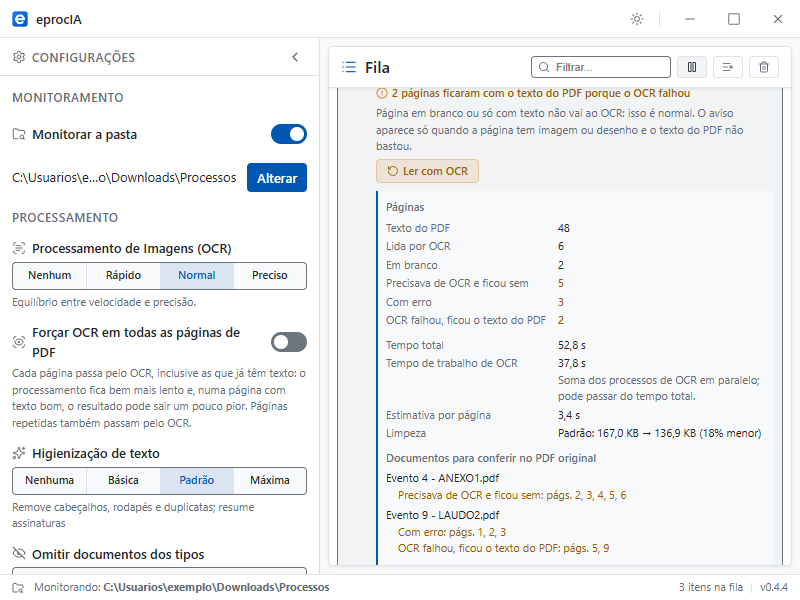 eprocIA
CONFIGURAÇÕES
MONITORAMENTO
Monitorar a pasta
C:\Usuarios\e...o\Downloads\Processos
Alterar
PROCESSAMENTO
Processamento de Imagens (OCR)
Nenhum
Rápido
Normal
Preciso
Equilíbrio entre velocidade e precisão.
Forçar OCR em todas as páginas de
PDF
Cada página passa pelo OCR, inclusive as que já têm texto: o
processamento fica bem mais lento e, numa página com
texto bom, o resultado pode sair um pouco pior. Páginas
repetidas também passam pelo OCR.
Higienização de texto
Nenhuma
Básica
Padrão
Máxima
Remove cabeçalhos, rodapés e duplicatas; resume
assinaturas
Omitir documentos dos tipos
Fila
Filtrar...
2 páginas ficaram com o texto do PDF porque o OCR falhou
Página em branco ou só com texto não vai ao OCR: isso é normal. O aviso
aparece só quando a página tem imagem ou desenho e o texto do PDF não
bastou.
Ler com OCR
Páginas
Texto do PDF 48
Lida por OCR 6
Em branco 2
Precisava de OCR e ficou sem 5
Com erro 3
OCR falhou, ficou o texto do PDF 2
Tempo total 52,8 s
Tempo de trabalho de OCR 37,8 s
Soma dos processos de OCR em paralelo;
pode passar do tempo total.
Estimativa por página 3,4 s
Limpeza Padrão: 167,0 KB → 136,9 KB (18% menor)
Documentos para conferir no PDF original
Evento 4 - ANEXO1.pdf
Precisava de OCR e ficou sem: págs. 2, 3, 4, 5, 6
Evento 9 - LAUDO2.pdf
Com erro: págs. 1, 2, 3
OCR falhou, ficou o texto do PDF: págs. 5, 9
Monitorando: C:\Usuarios\exemplo\Downloads\Processos
3 itens na fila
v0.4.4